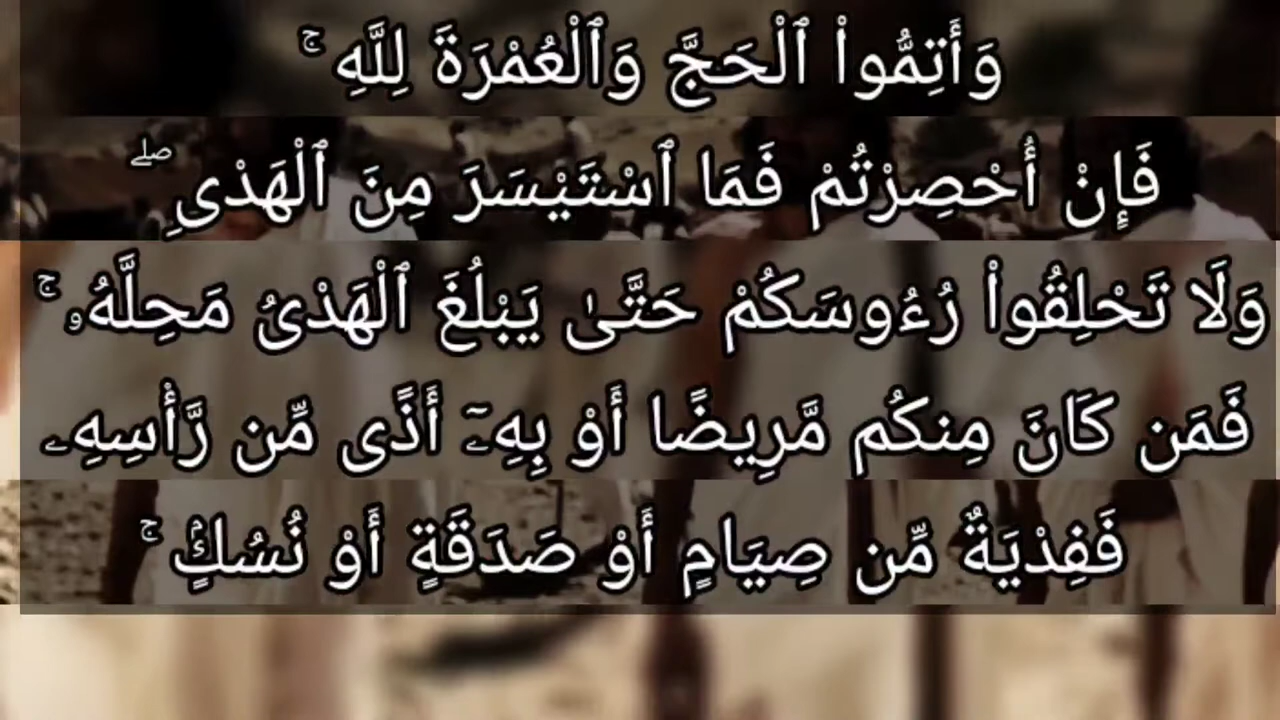 وَأَتِمُّوا۟ ٱلْحَجَّ وَٱلْعُمْرَةَ لِلَّهِ ۚ
فَإِنْ أُحْصِرْتُمْ فَمَا ٱسْتَيْسَرَ مِنَ ٱلْهَدْىِ ۖ
وَلَا تَحْلِقُوا۟ رُءُوسَكُمْ حَتَّىٰ يَبْلُغَ ٱلْهَدْىُ مَحِلَّهُۥ ۚ
فَمَن كَانَ مِنكُم مَّرِيضًا أَوْ بِهِۦٓ أَذًى مِّن رَّأْسِهِۦ
فَفِدْيَةٌ مِّن صِيَامٍ أَوْ صَدَقَةٍ أَوْ نُسُكٍۢ ۚ